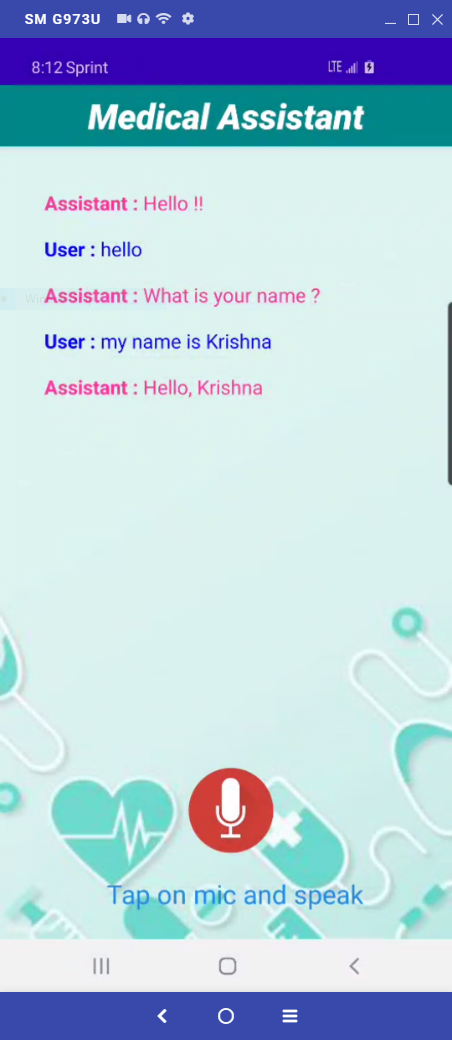 SM G973U
8:12 Sprint LTE
Medical Assistant
Assistant : Hello !!
User : hello
Assistant : What is your name ?
User : my name is Krishna
Assistant : Hello, Krishna
Tap on mic and speak